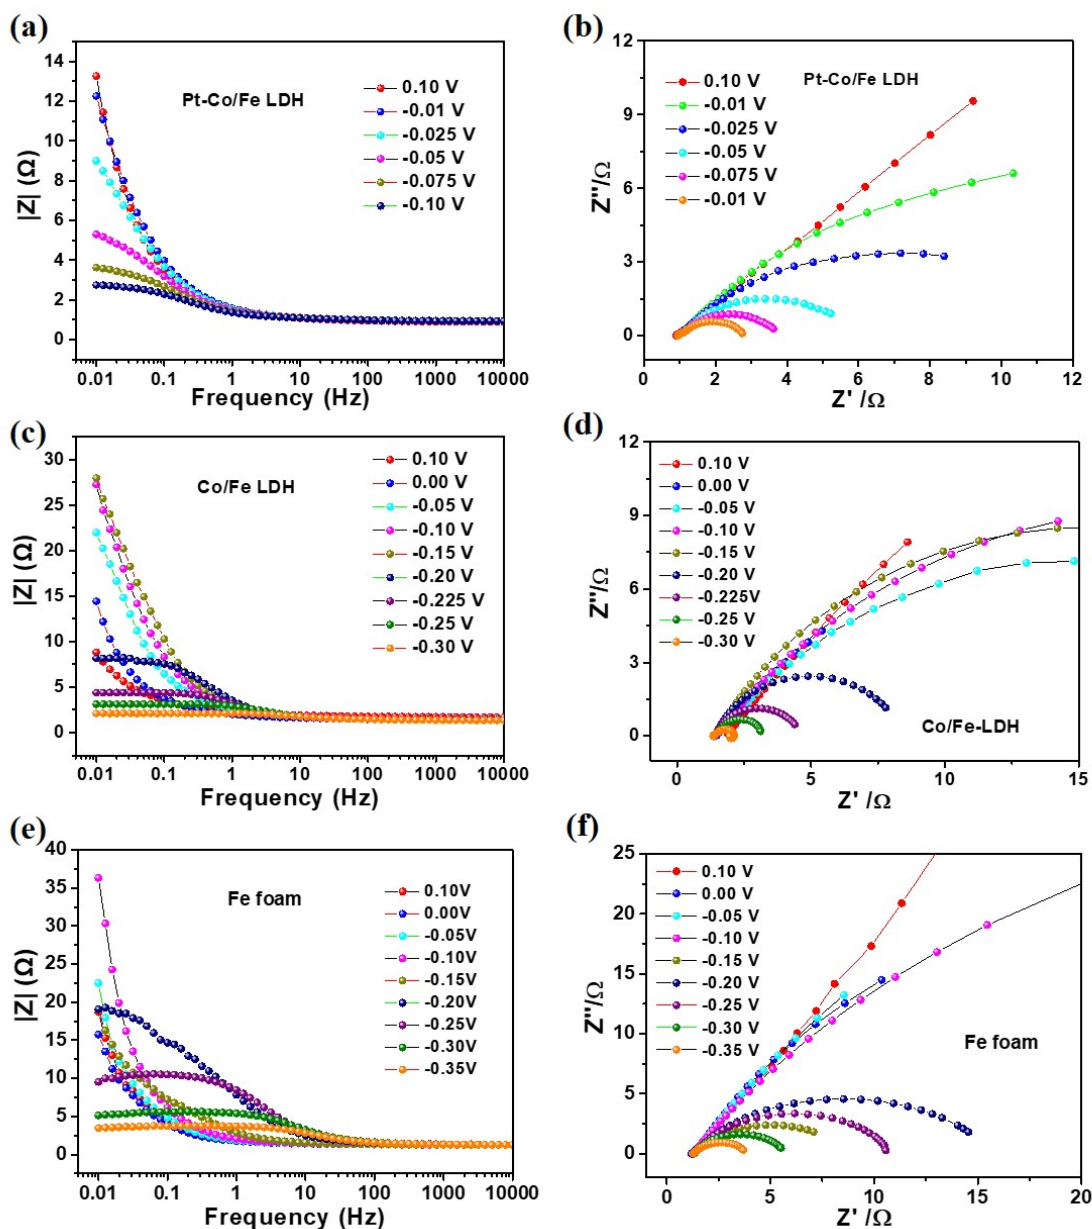 (a)
|Z| (Ω)
14
12
10
8
6
4
2
0
Pt-Co/Fe LDH
0.10 V
-0.01 V
-0.025 V
-0.05 V
-0.075 V
-0.10 V
0.01 0.1 1 10 100 1000 10000
Frequency (Hz)
(b)
Z''/Ω
12
9
6
3
0
Pt-Co/Fe LDH
0.10 V
-0.01 V
-0.025 V
-0.05 V
-0.075 V
-0.01 V
0 2 4 6 8 10 12
Z' /Ω
(c)
|Z| (Ω)
30
25
20
15
10
5
0
Co/Fe LDH
0.10 V
0.00 V
-0.05 V
-0.10 V
-0.15 V
-0.20 V
-0.225 V
-0.25 V
-0.30 V
0.01 0.1 1 10 100 1000 10000
Frequency (Hz)
(d)
Z''/Ω
12
9
6
3
0
0.10 V
0.00 V
-0.05 V
-0.10 V
-0.15 V
-0.20 V
-0.225V
-0.25 V
-0.30 V
Co/Fe-LDH
0 5 10 15
Z' /Ω
(e)
|Z| (Ω)
40
35
30
25
20
15
10
5
0
Fe foam
0.10V
0.00V
-0.05V
-0.10V
-0.15V
-0.20V
-0.25V
-0.30V
-0.35V
0.01 0.1 1 10 100 1000 10000
Frequency (Hz)
(f)
Z''/Ω
25
20
15
10
5
0
0.10 V
0.00 V
-0.05 V
-0.10 V
-0.15 V
-0.20 V
-0.25 V
-0.30 V
-0.35 V
Fe foam
0 5 10 15 20
Z' /Ω